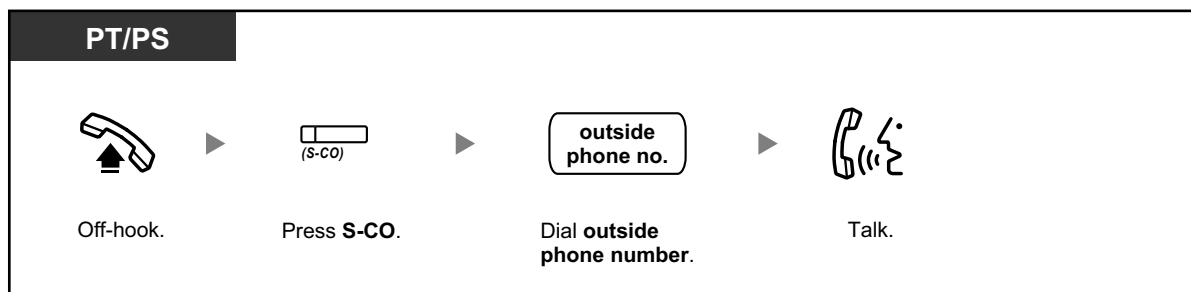 PT/PS
(S-CO)
outside
phone no.
Off-hook.
Press S-CO.
Dial outside
phone number.
Talk.